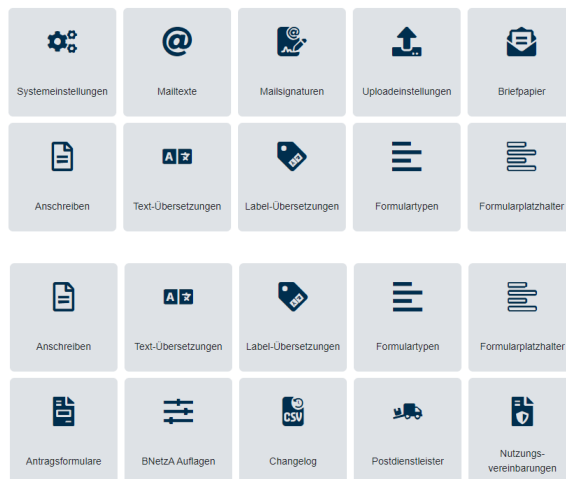 Systemeinstellungen
Mailtexte
Mailsignaturen
Uploadeinstellungen
Briefpapier
Anschreiben
Text-Übersetzungen
Label-Übersetzungen
Formulartypen
Formularplatzhalter
Anschreiben
Text-Übersetzungen
Label-Übersetzungen
Formulartypen
Formularplatzhalter
CSV
Antragsformulare
BNetzA Auflagen
Changelog
Postdienstleister
Nutzungs-
vereinbarungen